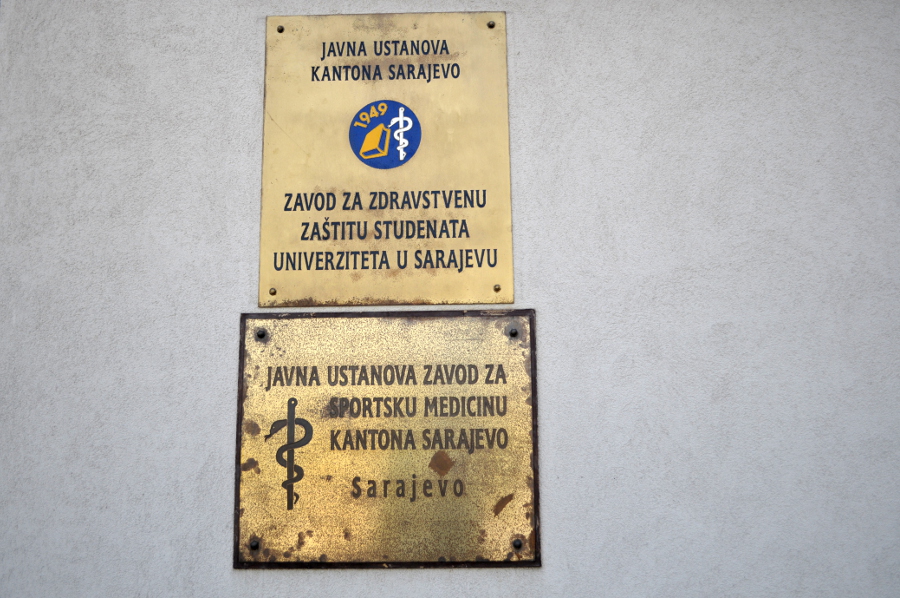 JAVNA USTANOVA
KANTONA SARAJEVO
1949
ZAVOD ZA ZDRAVSTVENU
ZAŠTITU STUDENATA
UNIVERZITETA U SARAJEVU
JAVNA USTANOVA ZAVOD ZA
SPORTSKU MEDICINU
KANTONA SARAJEVO
Sarajevo